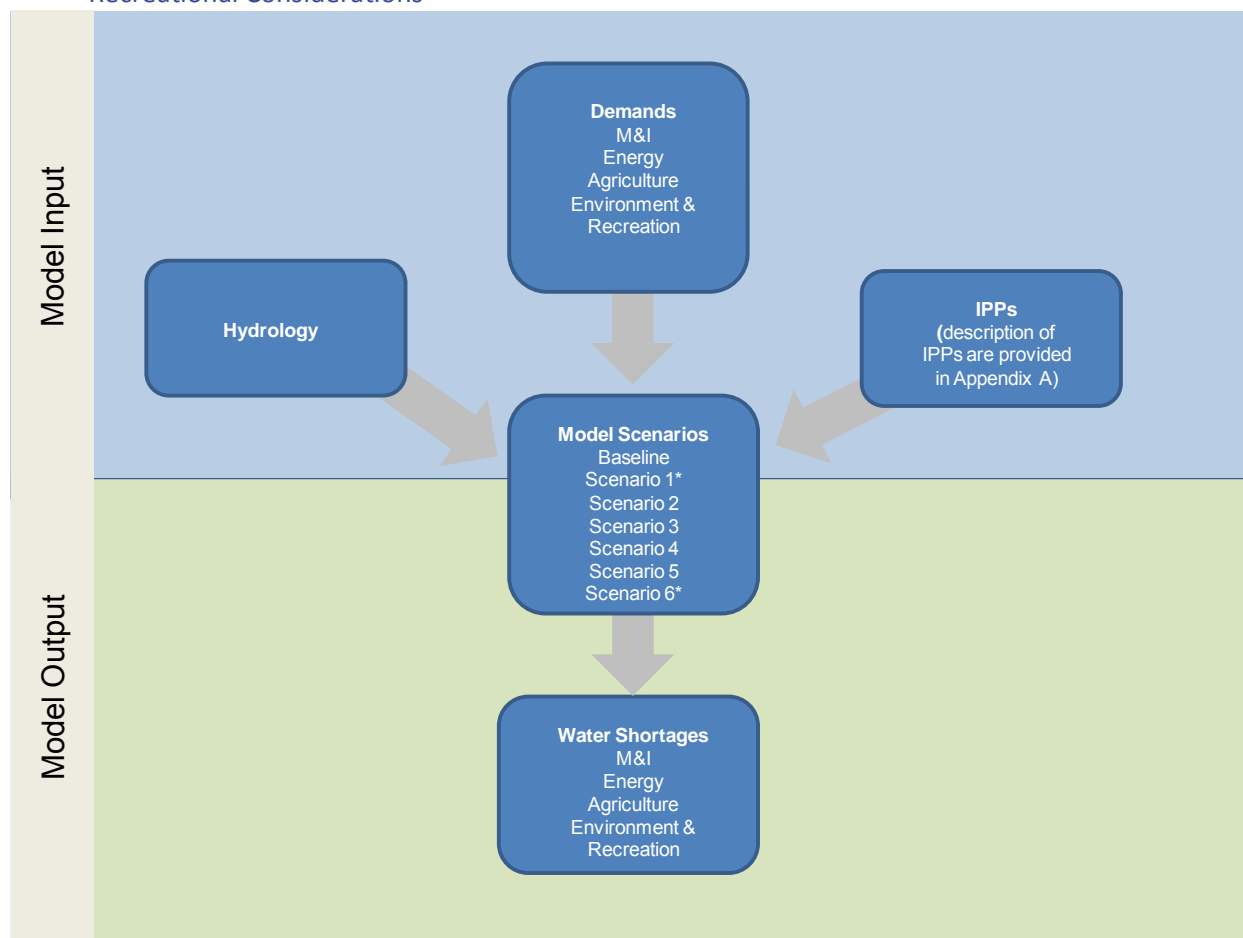 Recreational Considerations
Model Input
Demands
M&I
Energy
Agriculture
Environment &
Recreation
Hydrology
IPPs
(description of
IPPs are provided
in Appendix A)
Model Scenarios
Baseline
Scenario 1*
Scenario 2
Scenario 3
Scenario 4
Scenario 5
Scenario 6*
Model Output
Water Shortages
M&I
Energy
Agriculture
Environment &
Recreation